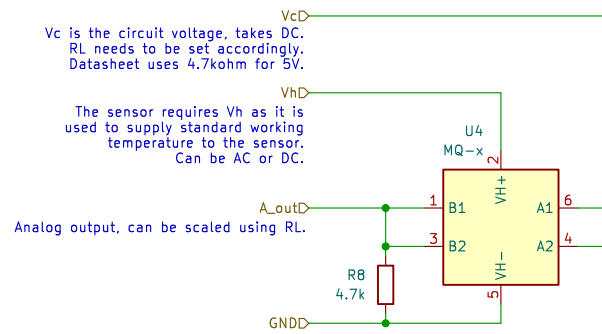 Vc
Vc is the circuit voltage, takes DC.
RL needs to be set accordingly.
Datasheet uses 4.7kohm for 5V.
Vh
The sensor requires Vh as it is
used to supply standard working
temperature to the sensor.
Can be AC or DC.
U4
MQ-x
2
VH+
A_out
1
B1
A1
6
Analog output, can be scaled using RL.
3
B2
A2
4
VH-
R8
4.7k
5
GND